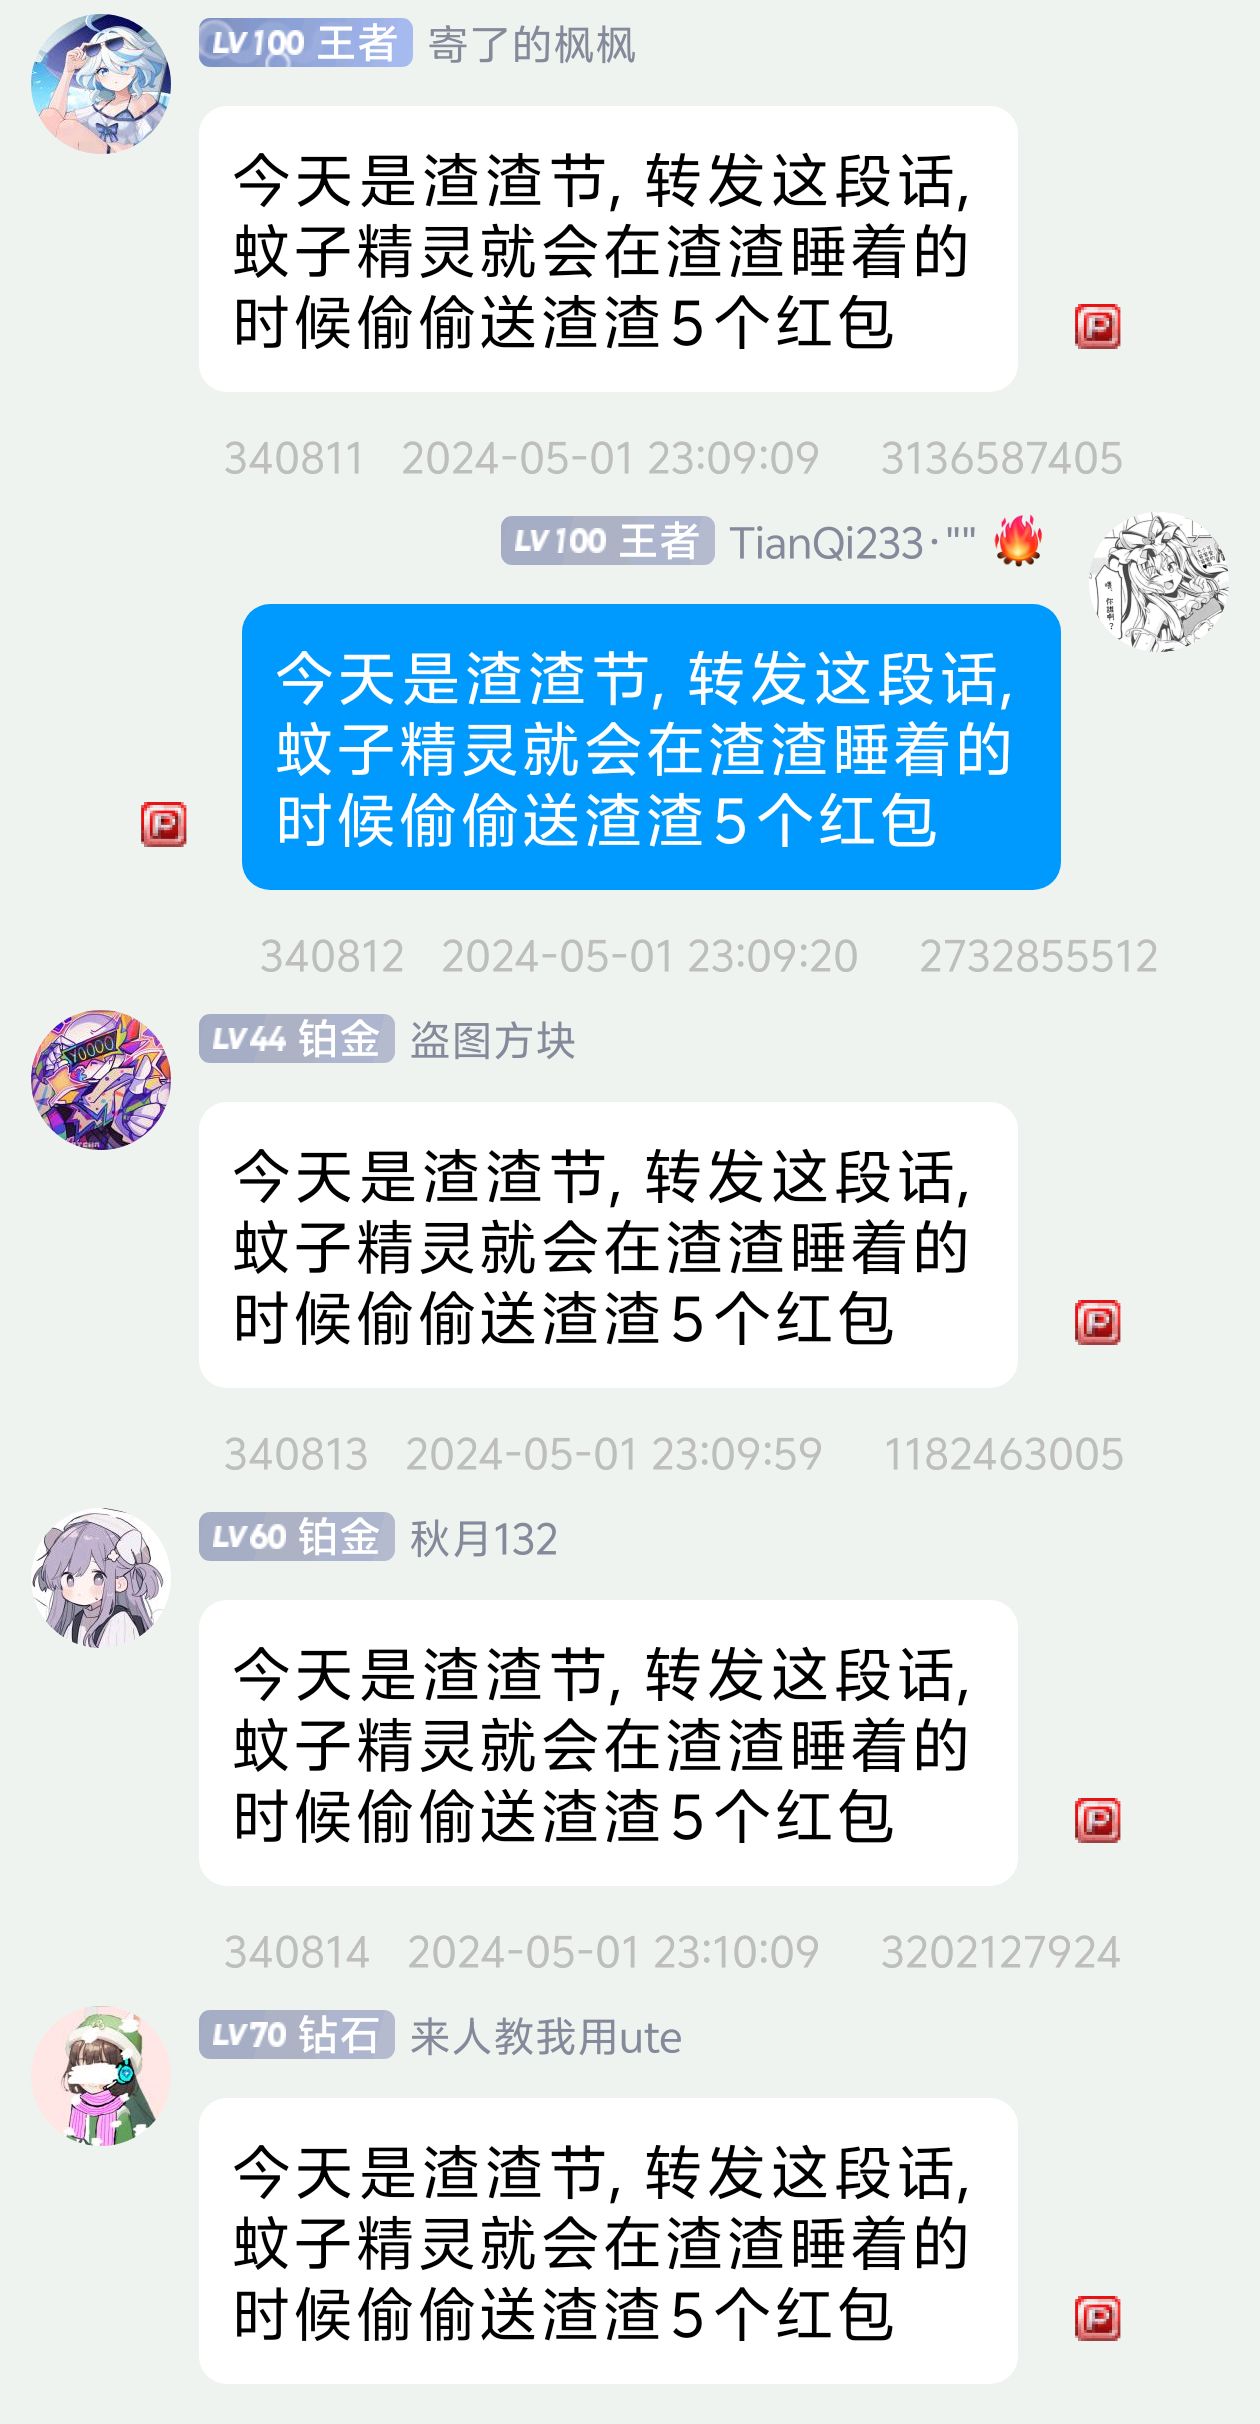 LV100 王者 寄了的枫枫
今天是渣渣节, 转发这段话,
蚊子精灵就会在渣渣睡着的
时候偷偷送渣渣5个红包
P
340811 2024-05-01 23:09:09 3136587405
LV100 王者 TianQi233·""
喂,你誰啊?
今天是渣渣节, 转发这段话,
蚊子精灵就会在渣渣睡着的
时候偷偷送渣渣5个红包
P
340812 2024-05-01 23:09:20 2732855512
YOOOO
LV44 铂金 盗图方块
今天是渣渣节, 转发这段话,
蚊子精灵就会在渣渣睡着的
时候偷偷送渣渣5个红包
P
340813 2024-05-01 23:09:59 1182463005
LV60 铂金 秋月132
今天是渣渣节, 转发这段话,
蚊子精灵就会在渣渣睡着的
时候偷偷送渣渣5个红包
P
340814 2024-05-01 23:10:09 3202127924
LV70 钻石 来人教我用ute
今天是渣渣节, 转发这段话,
蚊子精灵就会在渣渣睡着的
时候偷偷送渣渣5个红包
P